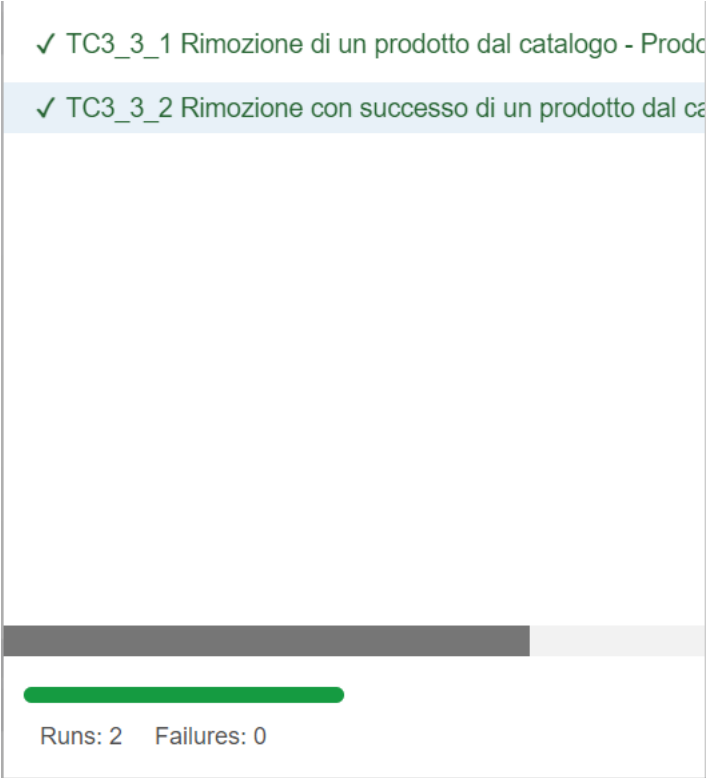 ✓ TC3_3_1 Rimozione di un prodotto dal catalogo - Prodo
✓ TC3_3_2 Rimozione con successo di un prodotto dal ca
Runs: 2 Failures: 0